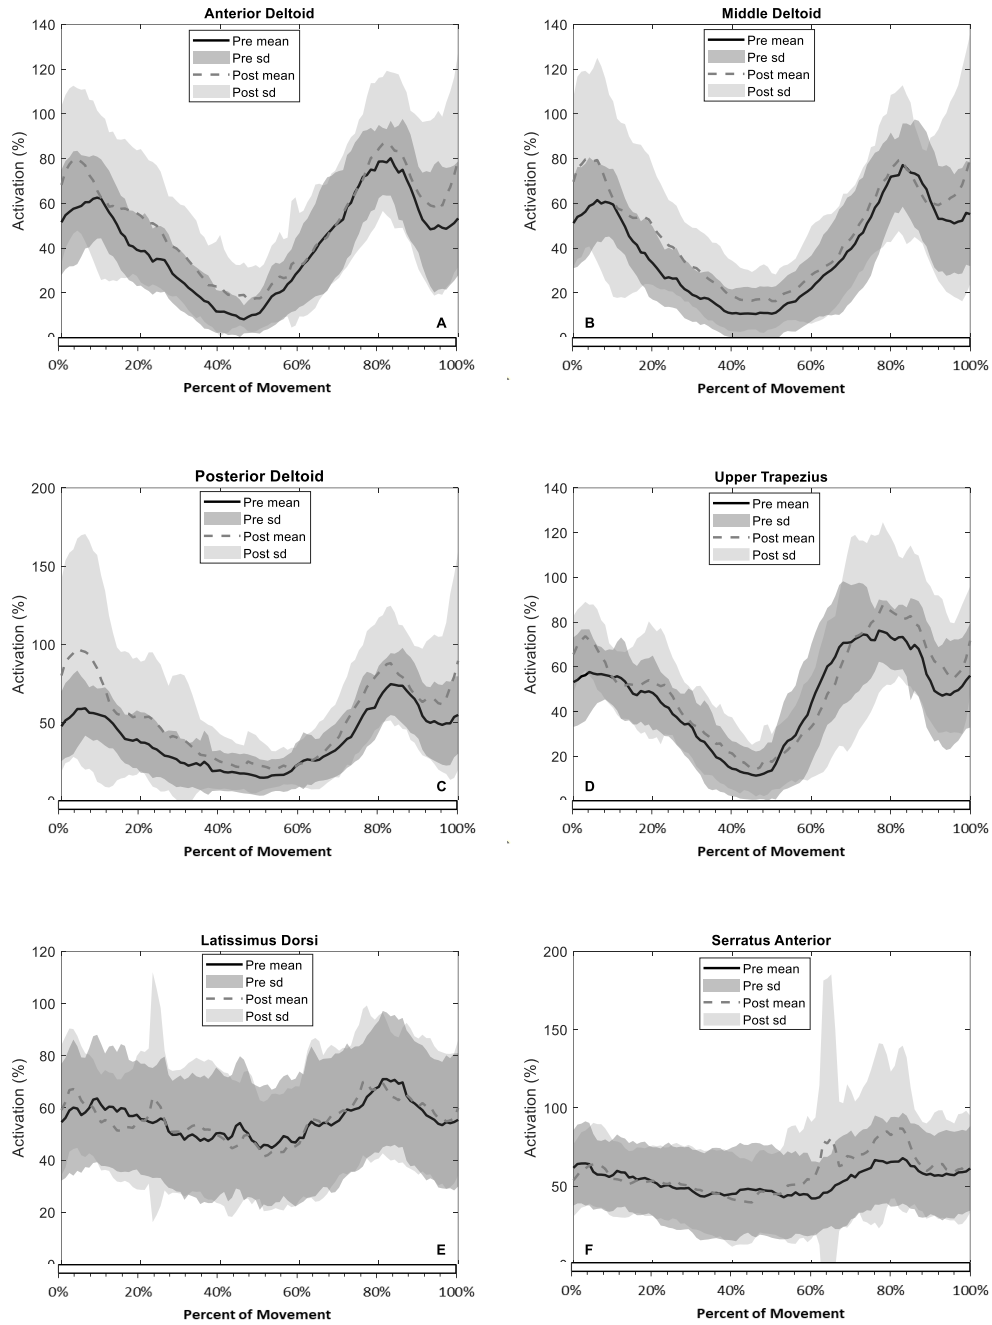 Anterior Deltoid
140
120
100
80
60
40
20
0
Activation (%)
Pre mean
Pre sd
Post mean
Post sd
A
0% 20% 40% 60% 80% 100%
Percent of Movement
Middle Deltoid
140
120
100
80
60
40
20
0
Activation (%)
Pre mean
Pre sd
Post mean
Post sd
B
0% 20% 40% 60% 80% 100%
Percent of Movement
Posterior Deltoid
200
150
100
50
0
Activation (%)
Pre mean
Pre sd
Post mean
Post sd
C
0% 20% 40% 60% 80% 100%
Percent of Movement
Upper Trapezius
140
120
100
80
60
40
20
0
Activation (%)
Pre mean
Pre sd
Post mean
Post sd
D
0% 20% 40% 60% 80% 100%
Percent of Movement
Latissimus Dorsi
120
100
80
60
40
20
0
Activation (%)
Pre mean
Pre sd
Post mean
Post sd
E
0% 20% 40% 60% 80% 100%
Percent of Movement
Serratus Anterior
200
150
100
50
0
Activation (%)
Pre mean
Pre sd
Post mean
Post sd
F
0% 20% 40% 60% 80% 100%
Percent of Movement